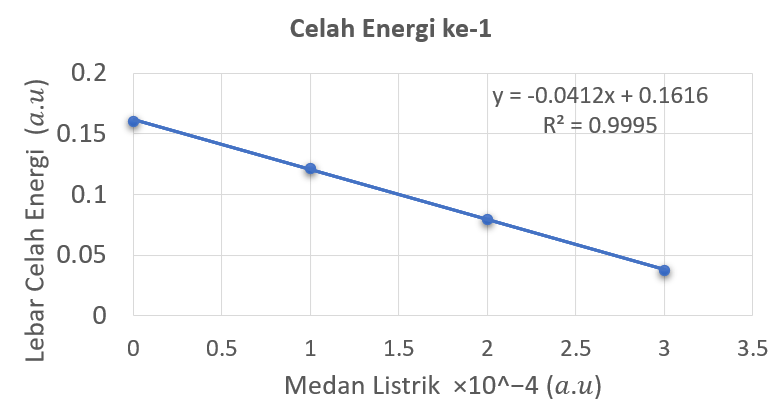 Celah Energi ke-1
Lebar Celah Energi (a.u)
0.2
0.15
0.1
0.05
0
y = -0.0412x + 0.1616
R² = 0.9995
0 0.5 1 1.5 2 2.5 3 3.5
Medan Listrik ×10^−4 (a.u)